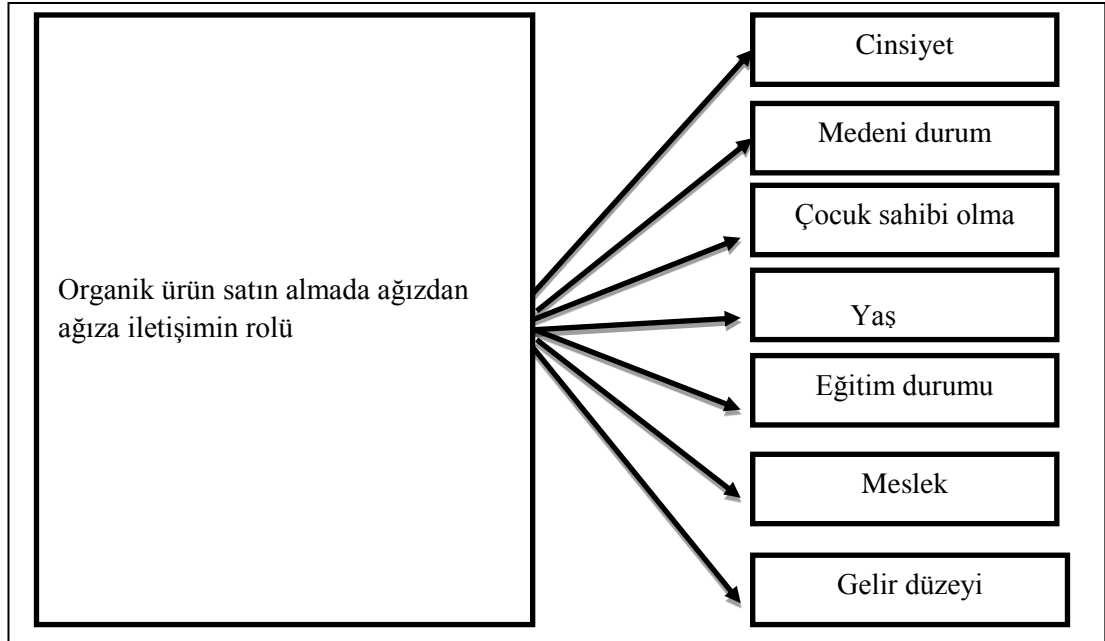 Organik ürün satın almada ağızdan
ağıza iletişimin rolü
Cinsiyet
Medeni durum
Çocuk sahibi olma
Yaş
Eğitim durumu
Meslek
Gelir düzeyi